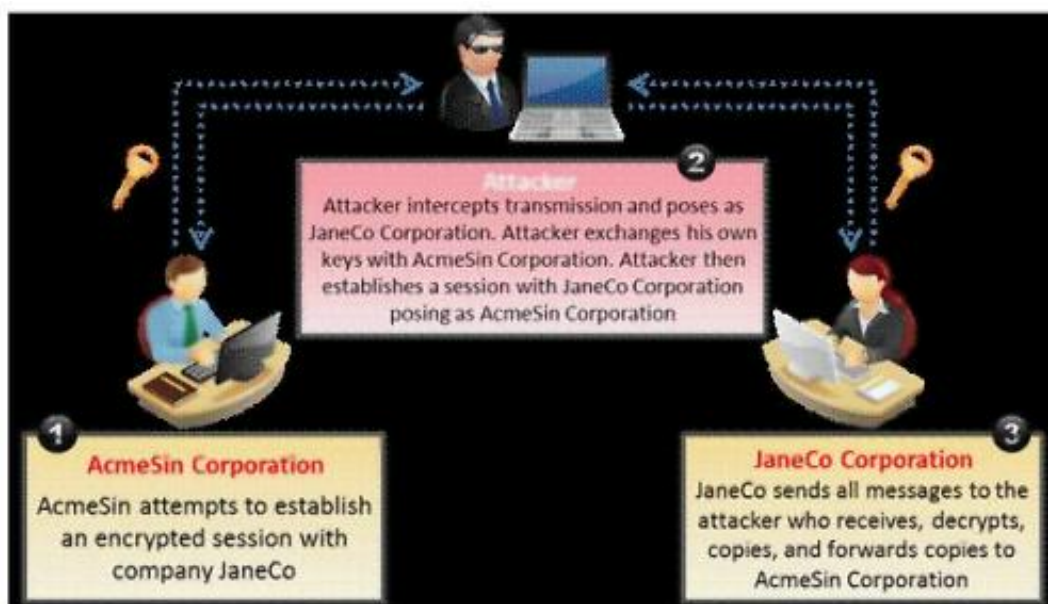 1
AcmeSin Corporation
AcmeSin attempts to establish
an encrypted session with
company JaneCo
2
Attacker
Attacker intercepts transmission and poses as
JaneCo Corporation. Attacker exchanges his own
keys with AcmeSin Corporation. Attacker then
establishes a session with JaneCo Corporation
posing as AcmeSin Corporation
3
JaneCo Corporation
JaneCo sends all messages to the
attacker who receives, decrypts,
copies, and forwards copies to
AcmeSin Corporation